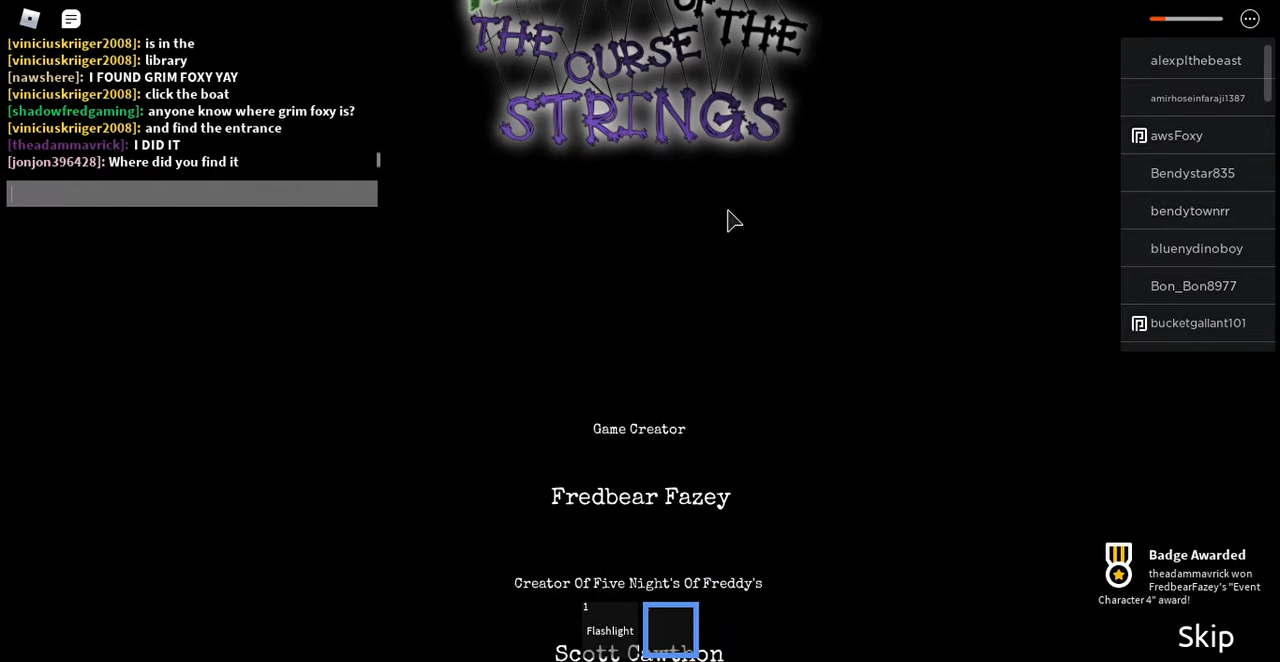 [viniciuskriiger2008]: is in the
[viniciuskriiger2008]: library
[nawshere]: I FOUND GRIM FOXY YAY
[viniciuskriiger2008]: click the boat
[shadowfredgaming]: anyone know where grim foxy is?
[viniciuskriiger2008]: and find the entrance
[theadammavrick]: I DID IT
[jonjon396428]: Where did you find it
OF
THE CURSE THE
STRINGS
alexplthebeast
amirhoseinfaraji1387
awsFoxy
Bendystar835
bendytownrr
bluenydinoboy
Bon_Bon8977
bucketgallant101
Game Creator
Fredbear Fazey
Creator Of Five Night's Of Freddy's
Scott Cawthon
1
Flashlight
Badge Awarded
theadammavrick won
FredbearFazey's "Event
Character 4" award!
Skip